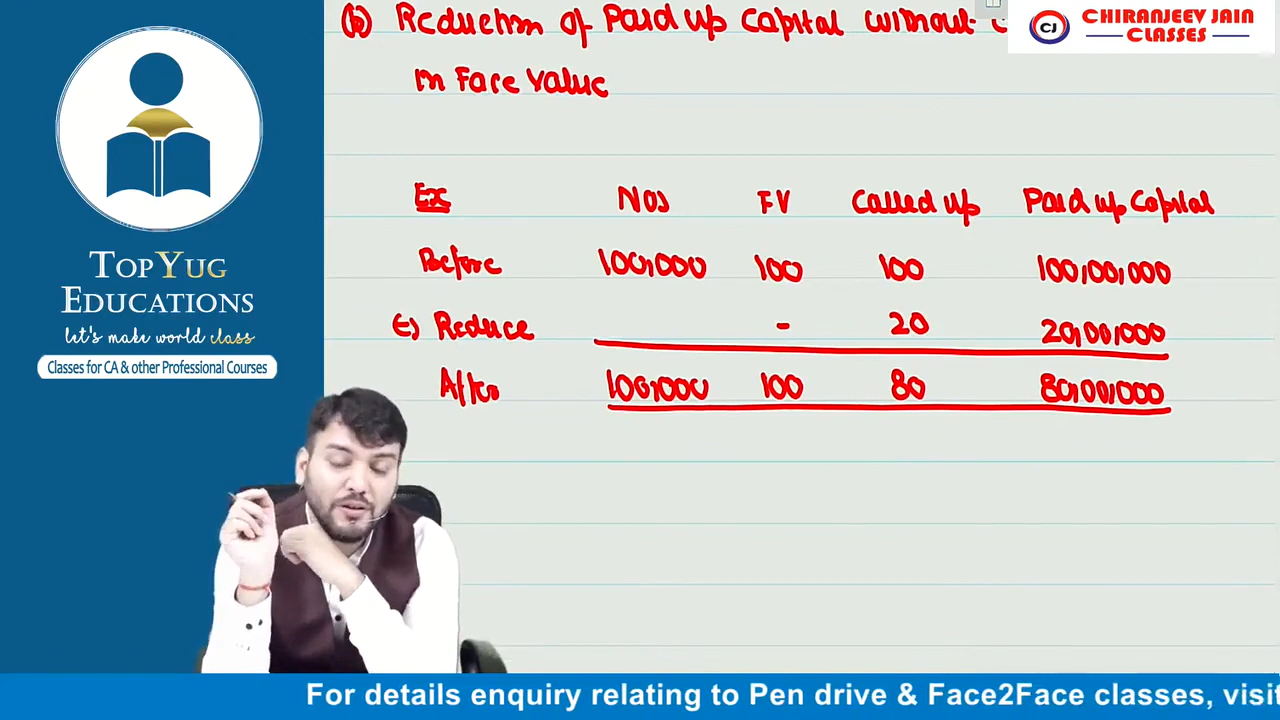 (b) Reduction of Paid up Capital without
in Face Value
CJ
CHIRANJEEV JAIN
CLASSES
Ex Nos FV Called up Paid up Capital
Before 100,000 100 100 100,00,000
(-) Reduce - 20 20,00,000
After 100,000 100 80 80,00,000
TOPYUG
EDUCATIONS
let's make world class
Classes for CA & other Professional Courses
For details enquiry relating to Pen drive & Face2Face classes, visit